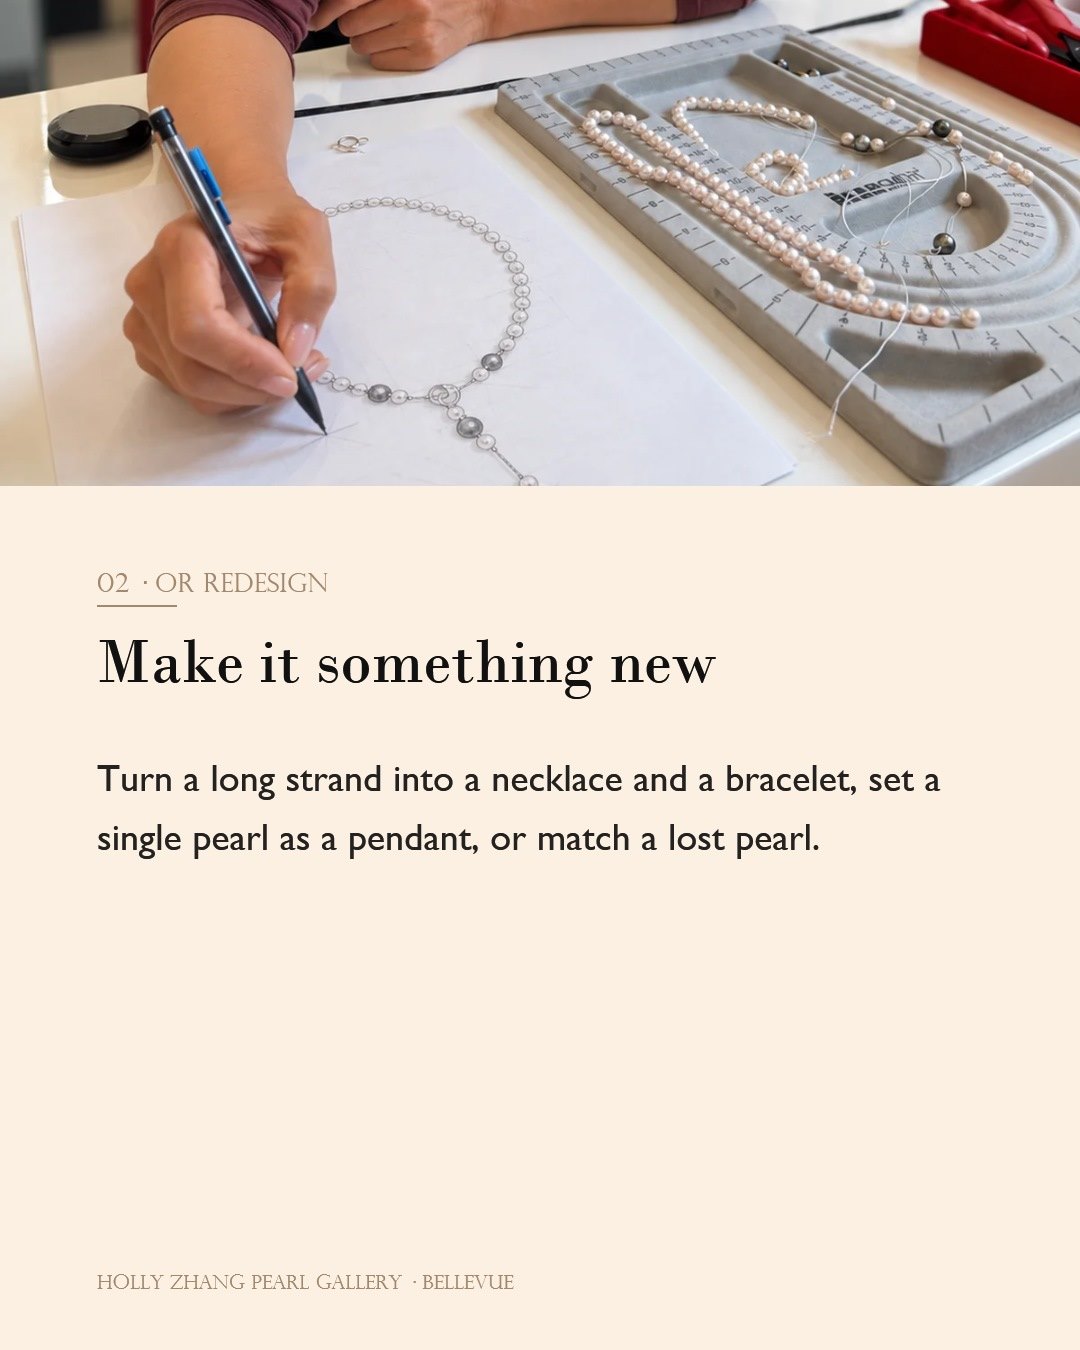 02 · OR REDESIGN
Make it something new
Turn a long strand into a necklace and a bracelet, set a
single pearl as a pendant, or match a lost pearl.
HOLLY ZHANG PEARL GALLERY · BELLEVUE